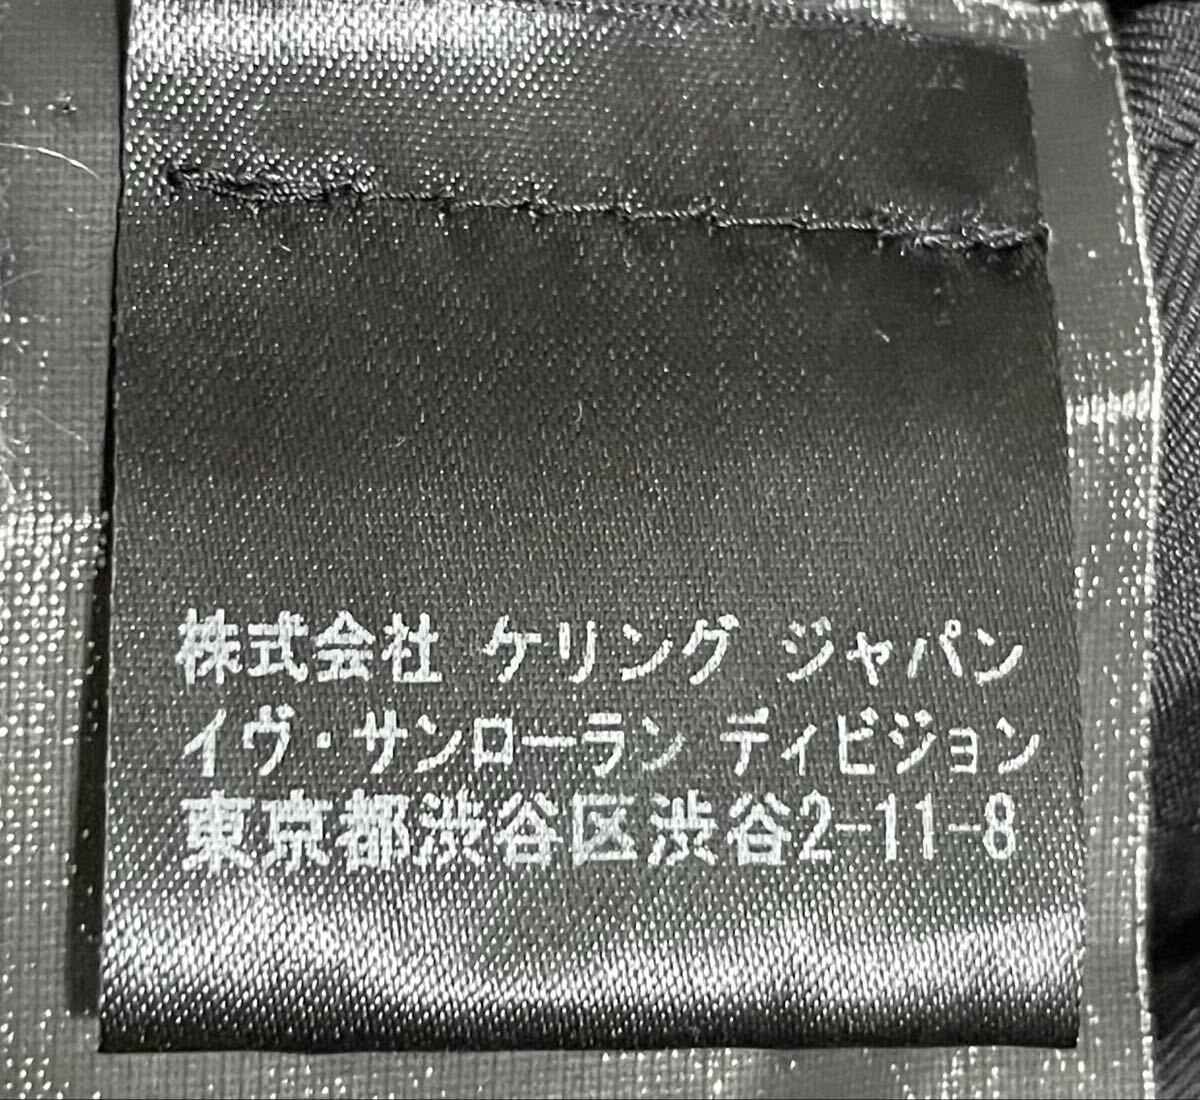 株式会社 ケリング ジャパン
イヴ・サンローラン ディビジョン
東京都渋谷区渋谷2-11-8